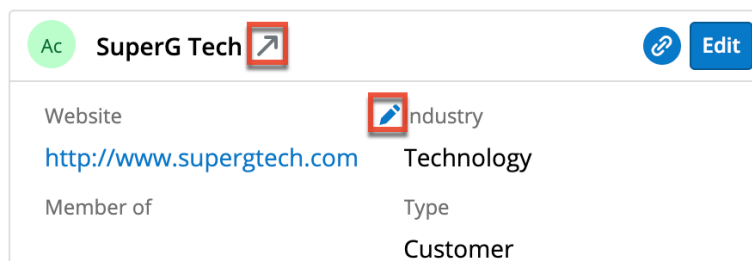 Ac SuperG Tech Edit
Website ndustry
http://www.supergtech.com Technology
Member of Type
Customer